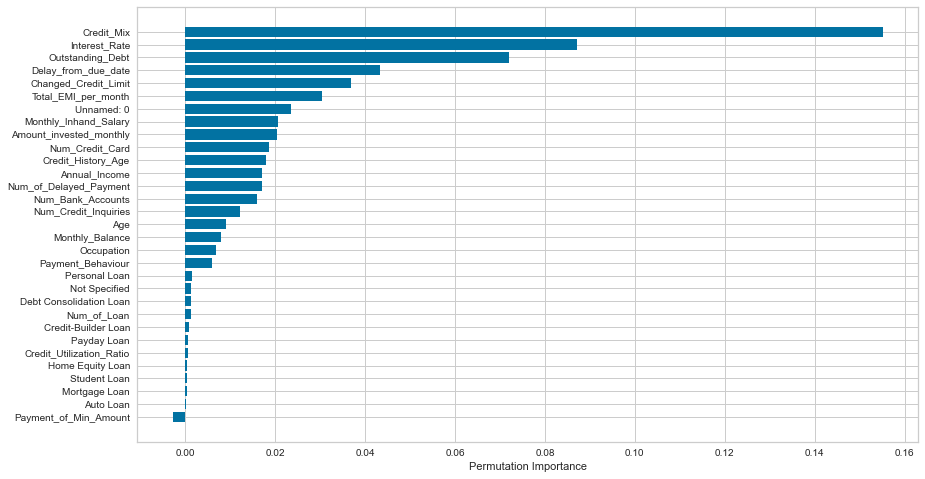 Credit_Mix
Interest_Rate
Outstanding_Debt
Delay_from_due_date
Changed_Credit_Limit
Total_EMI_per_month
Unnamed: 0
Monthly_Inhand_Salary
Amount_invested_monthly
Num_Credit_Card
Credit_History_Age
Annual_Income
Num_of_Delayed_Payment
Num_Bank_Accounts
Num_Credit_Inquiries
Age
Monthly_Balance
Occupation
Payment_Behaviour
Personal Loan
Not Specified
Debt Consolidation Loan
Num_of_Loan
Credit-Builder Loan
Payday Loan
Credit_Utilization_Ratio
Home Equity Loan
Student Loan
Mortgage Loan
Auto Loan
Payment_of_Min_Amount
0.00 0.02 0.04 0.06 0.08 0.10 0.12 0.14 0.16
Permutation Importance